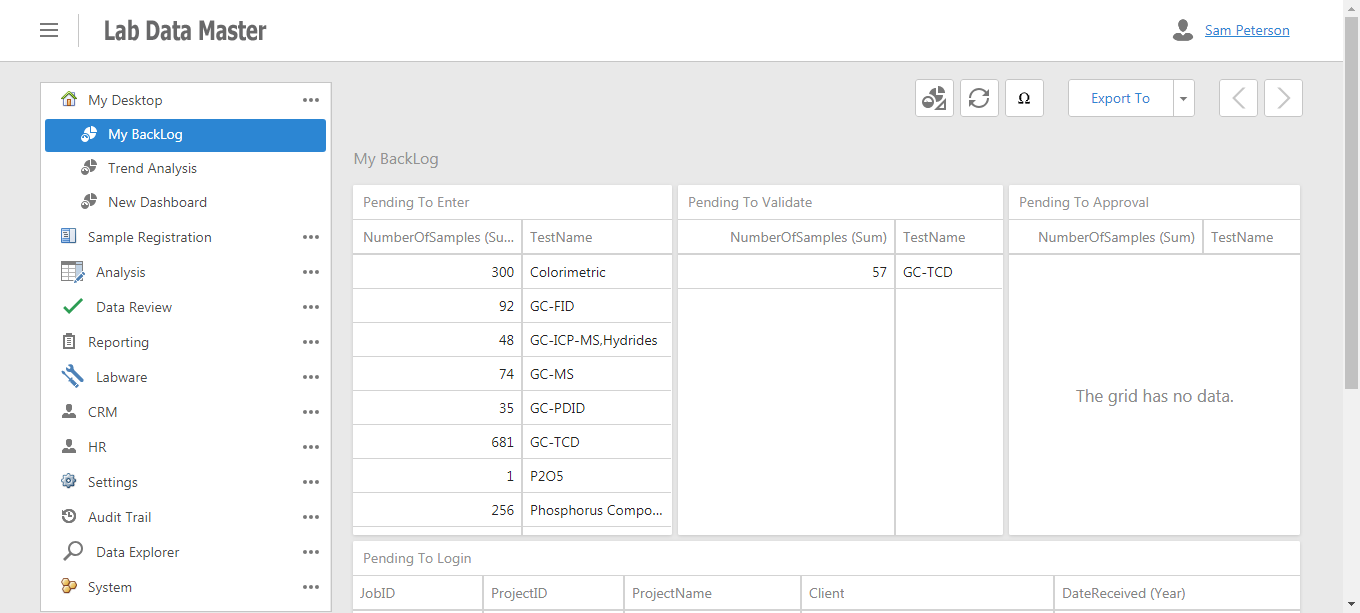 Lab Data Master
Sam Peterson
My Desktop
My BackLog
Trend Analysis
New Dashboard
Sample Registration
Analysis
Data Review
Reporting
Labware
CRM
HR
Settings
Audit Trail
Data Explorer
System
Ω
Export To
My BackLog
Pending To Enter
NumberOfSamples (Su... TestName
300 Colorimetric
92 GC-FID
48 GC-ICP-MS,Hydrides
74 GC-MS
35 GC-PDID
681 GC-TCD
1 P2O5
256 Phosphorus Compo...
Pending To Validate
NumberOfSamples (Sum) TestName
57 GC-TCD
Pending To Approval
NumberOfSamples (Sum) TestName
The grid has no data.
Pending To Login
JobID ProjectID ProjectName Client DateReceived (Year)